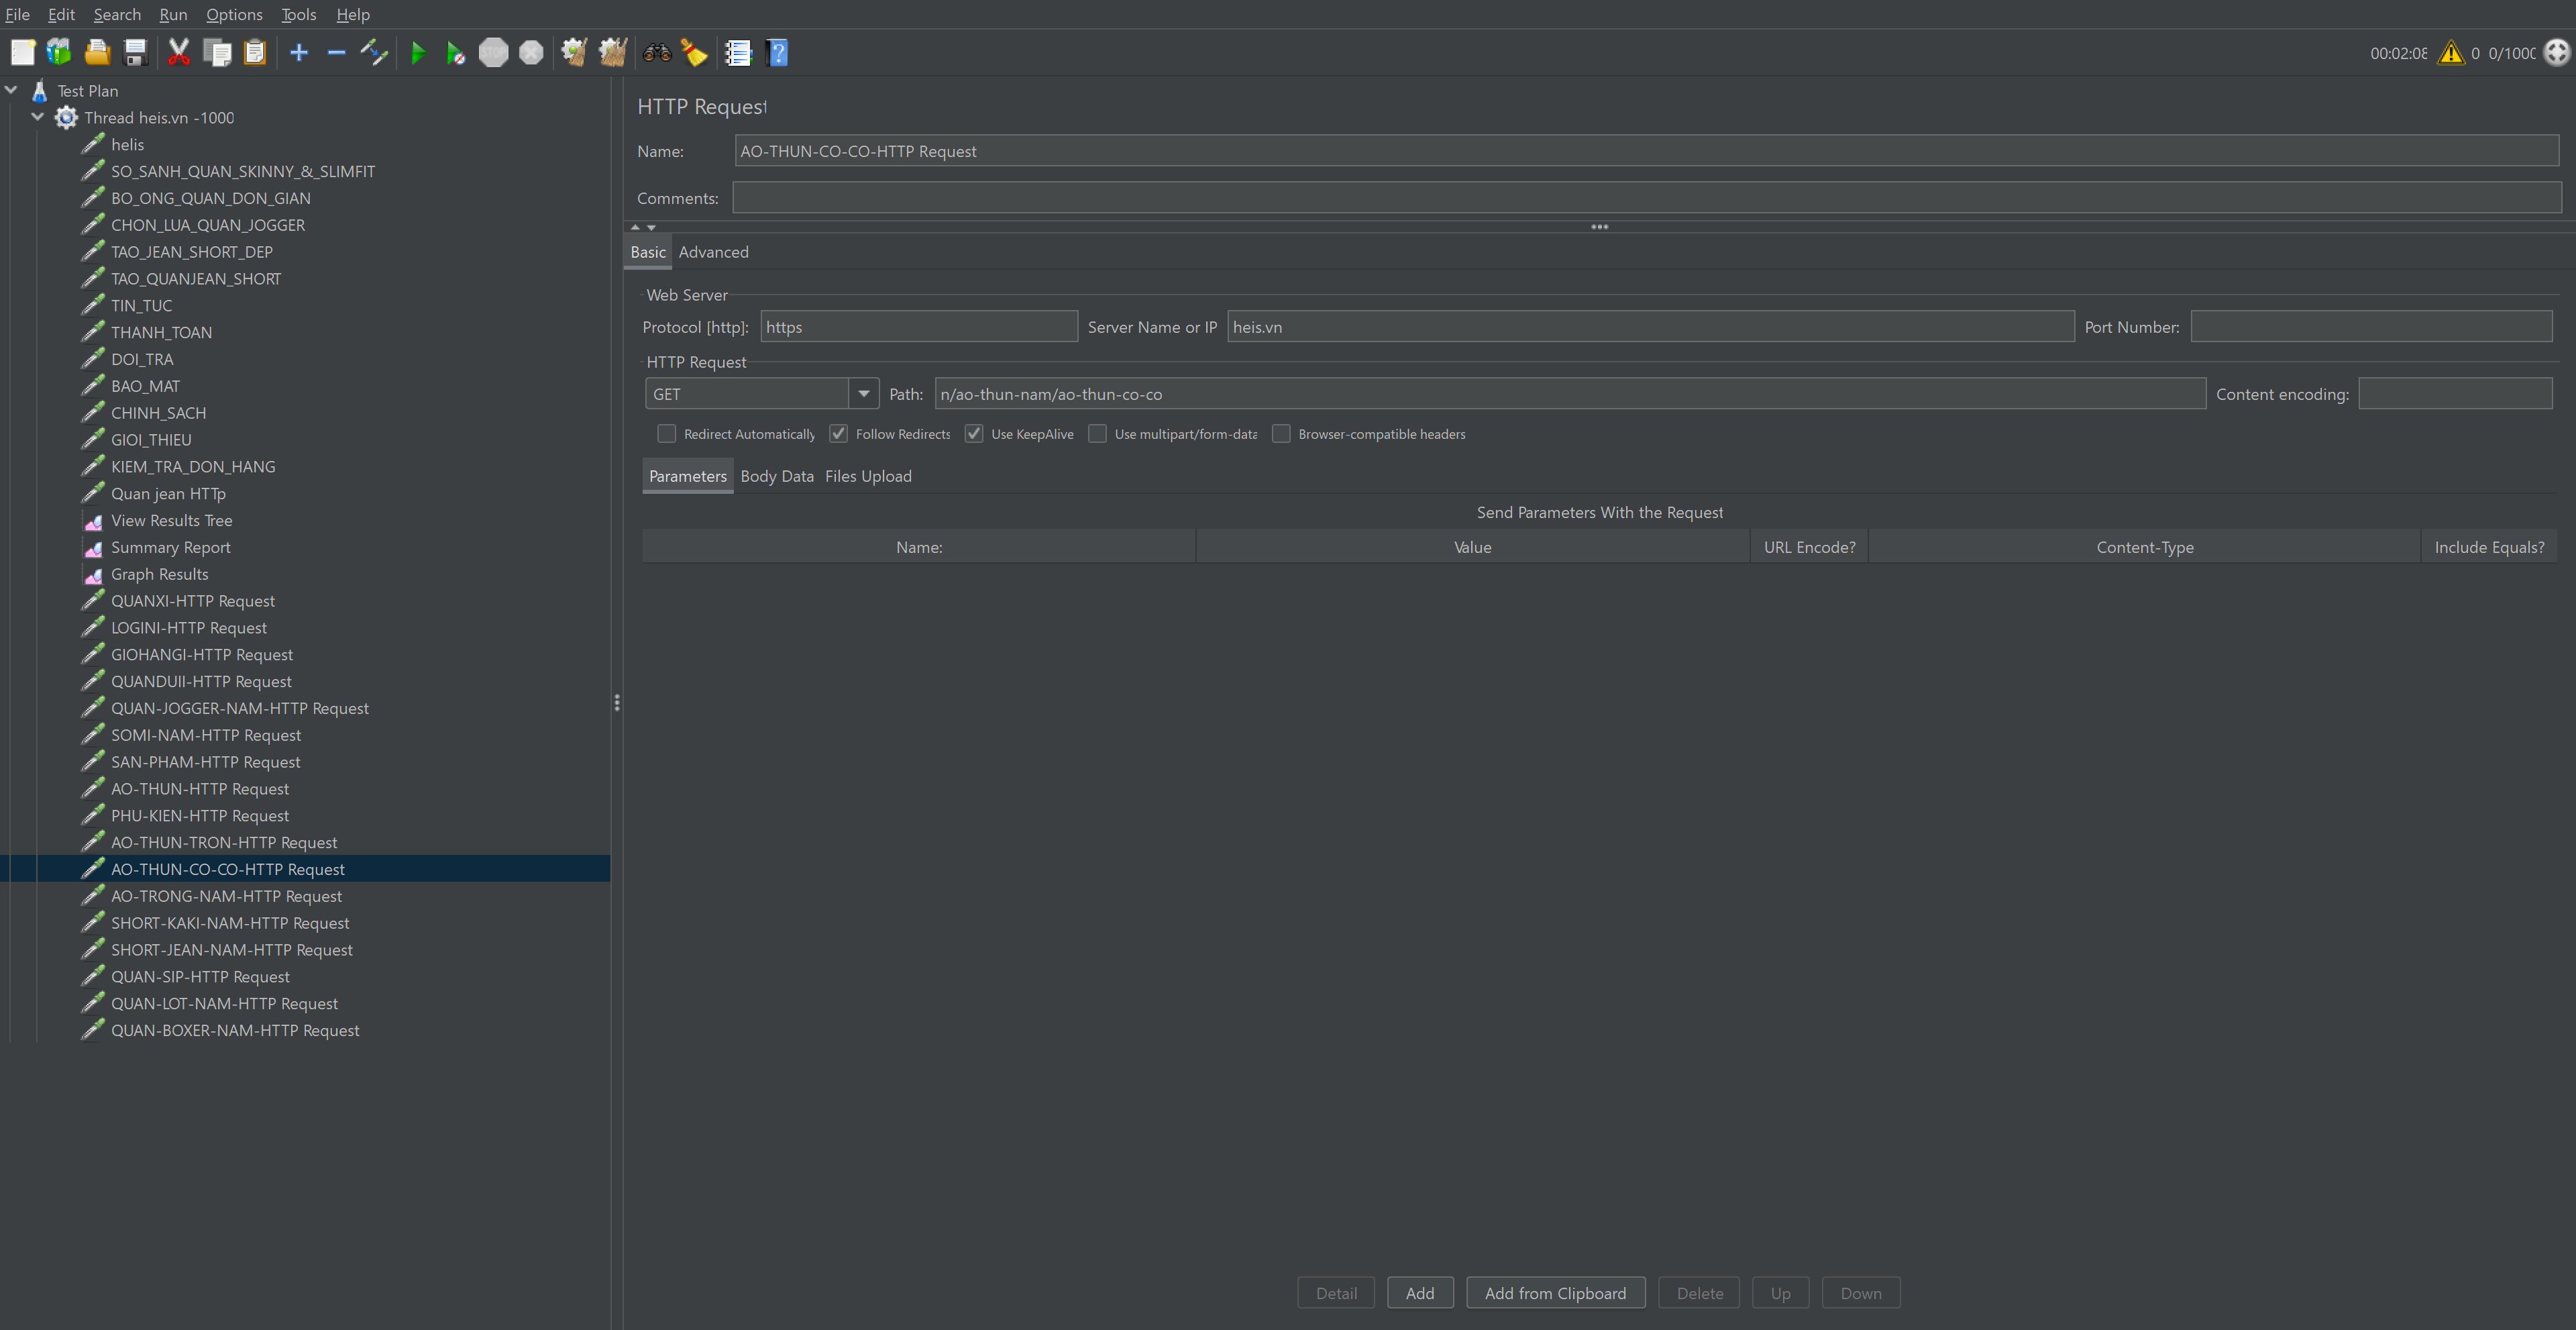 File Edit Search Run Options Tools Help
00:02:08 0 0/1000
Test Plan
Thread heis.vn -1000
helis
SO_SANH_QUAN_SKINNY_&_SLIMFIT
BO_ONG_QUAN_DON_GIAN
CHON_LUA_QUAN_JOGGER
TAO_JEAN_SHORT_DEP
TAO_QUANJEAN_SHORT
TIN_TUC
THANH_TOAN
DOI_TRA
BAO_MAT
CHINH_SACH
GIOI_THIEU
KIEM_TRA_DON_HANG
Quan jean HTTp
View Results Tree
Summary Report
Graph Results
QUANXI-HTTP Request
LOGINI-HTTP Request
GIOHANGI-HTTP Request
QUANDUII-HTTP Request
QUAN-JOGGER-NAM-HTTP Request
SOMI-NAM-HTTP Request
SAN-PHAM-HTTP Request
AO-THUN-HTTP Request
PHU-KIEN-HTTP Request
AO-THUN-TRON-HTTP Request
AO-THUN-CO-CO-HTTP Request
AO-TRONG-NAM-HTTP Request
SHORT-KAKI-NAM-HTTP Request
SHORT-JEAN-NAM-HTTP Request
QUAN-SIP-HTTP Request
QUAN-LOT-NAM-HTTP Request
QUAN-BOXER-NAM-HTTP Request
HTTP Request
Name: AO-THUN-CO-CO-HTTP Request
Comments:
Basic Advanced
Web Server
Protocol [http]: https Server Name or IP heis.vn Port Number:
HTTP Request
GET Path: n/ao-thun-nam/ao-thun-co-co Content encoding:
Redirect Automatically Follow Redirects Use KeepAlive Use multipart/form-data Browser-compatible headers
Parameters Body Data Files Upload
Send Parameters With the Request
Name: Value URL Encode? Content-Type Include Equals?
Detail Add Add from Clipboard Delete Up Down